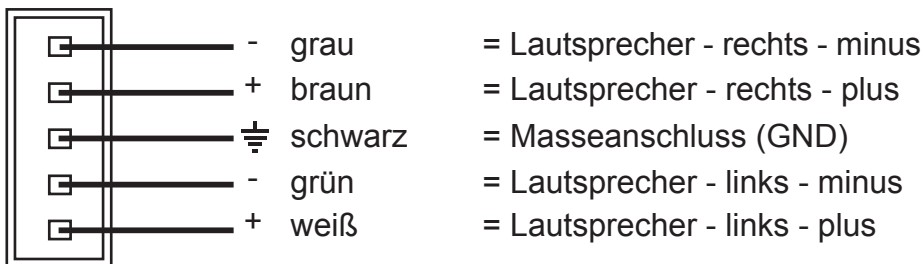 - grau = Lautsprecher - rechts - minus
+ braun = Lautsprecher - rechts - plus
schwarz = Masseanschluss (GND)
- grün = Lautsprecher - links - minus
+ weiß = Lautsprecher - links - plus